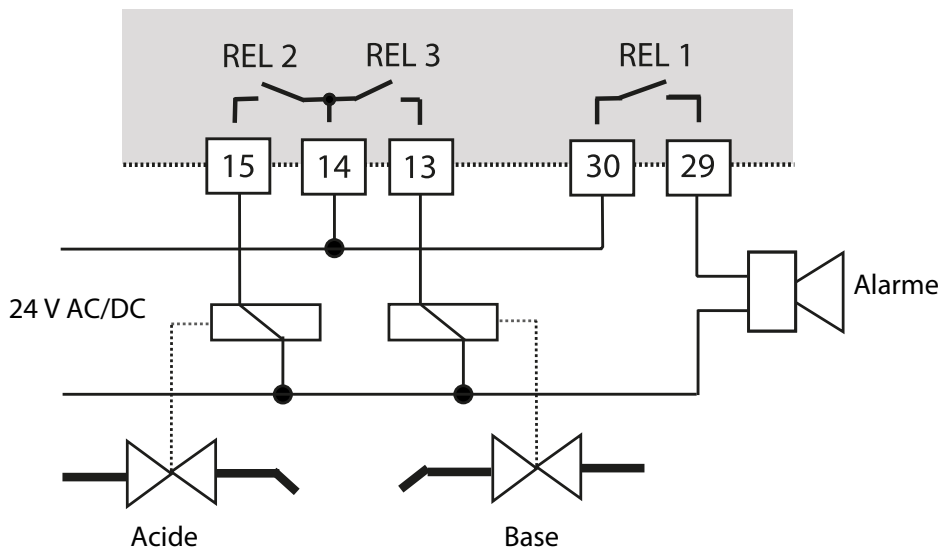 REL 2 REL 3 REL 1
15 14 13 30 29
24 V AC/DC
Alarme
Acide
Base